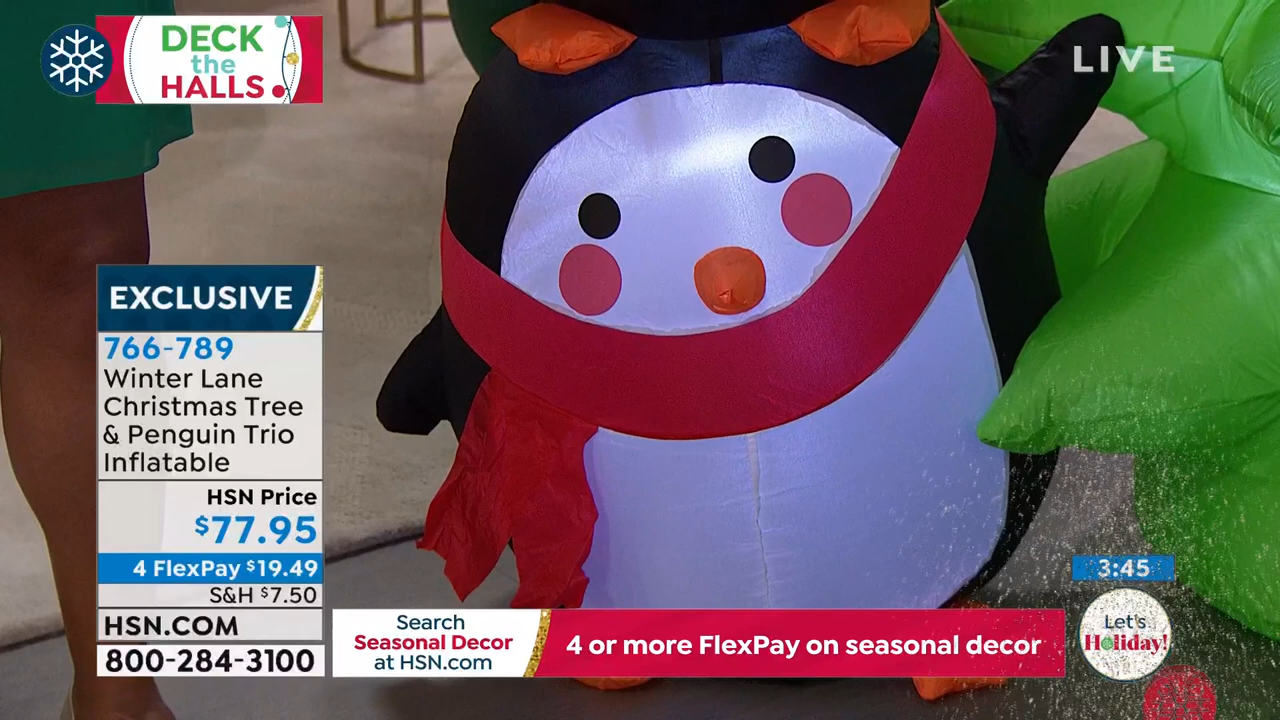 DECK
the
HALLS
LIVE
EXCLUSIVE
766-789
Winter Lane
Christmas Tree
& Penguin Trio
Inflatable
HSN Price
$77.95
4 FlexPay $19.49
S&H $7.50
HSN.COM
800-284-3100
Search
Seasonal Decor
at HSN.com
4 or more FlexPay on seasonal decor
3:45
Let's
Holiday!